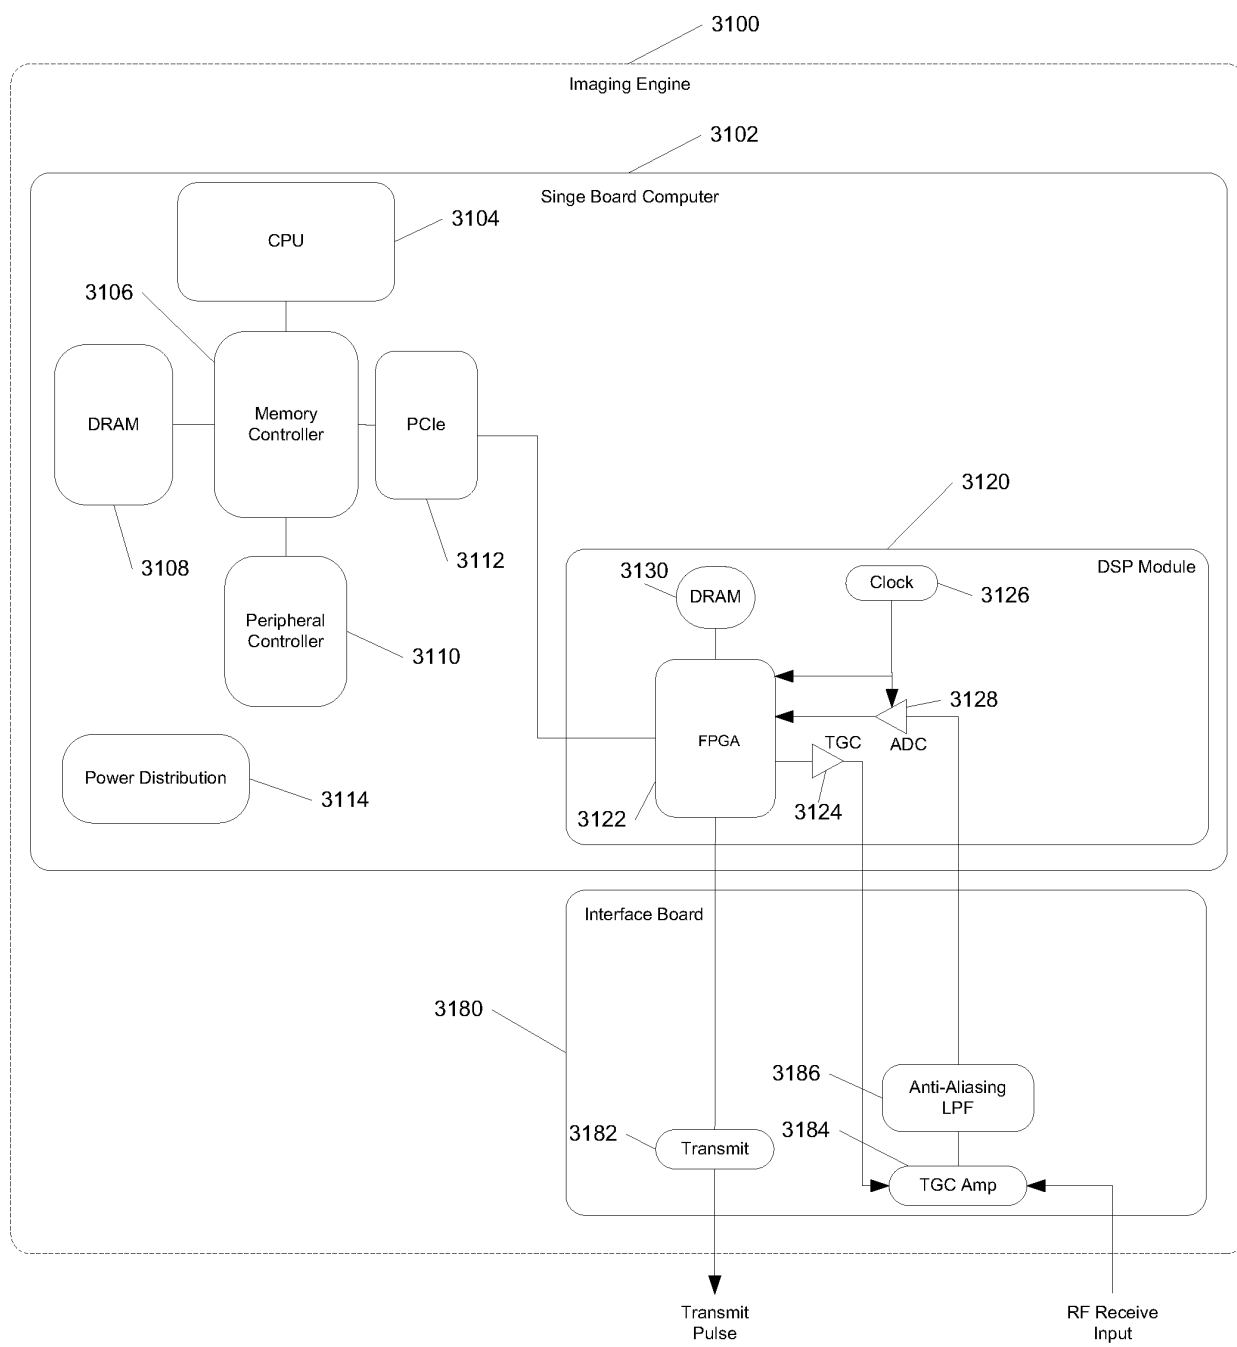 3100
Imaging Engine
3102
Singe Board Computer
CPU
3104
3106
DRAM
Memory
Controller
PCIe
3108
3112
Peripheral
Controller
3110
Power Distribution
3114
3120
DSP Module
3130
DRAM
Clock
3126
3128
ADC
FPGA
TGC
3124
3122
Interface Board
3180
3186
Anti-Aliasing
LPF
3182
Transmit
3184
TGC Amp
Transmit
Pulse
RF Receive
Input